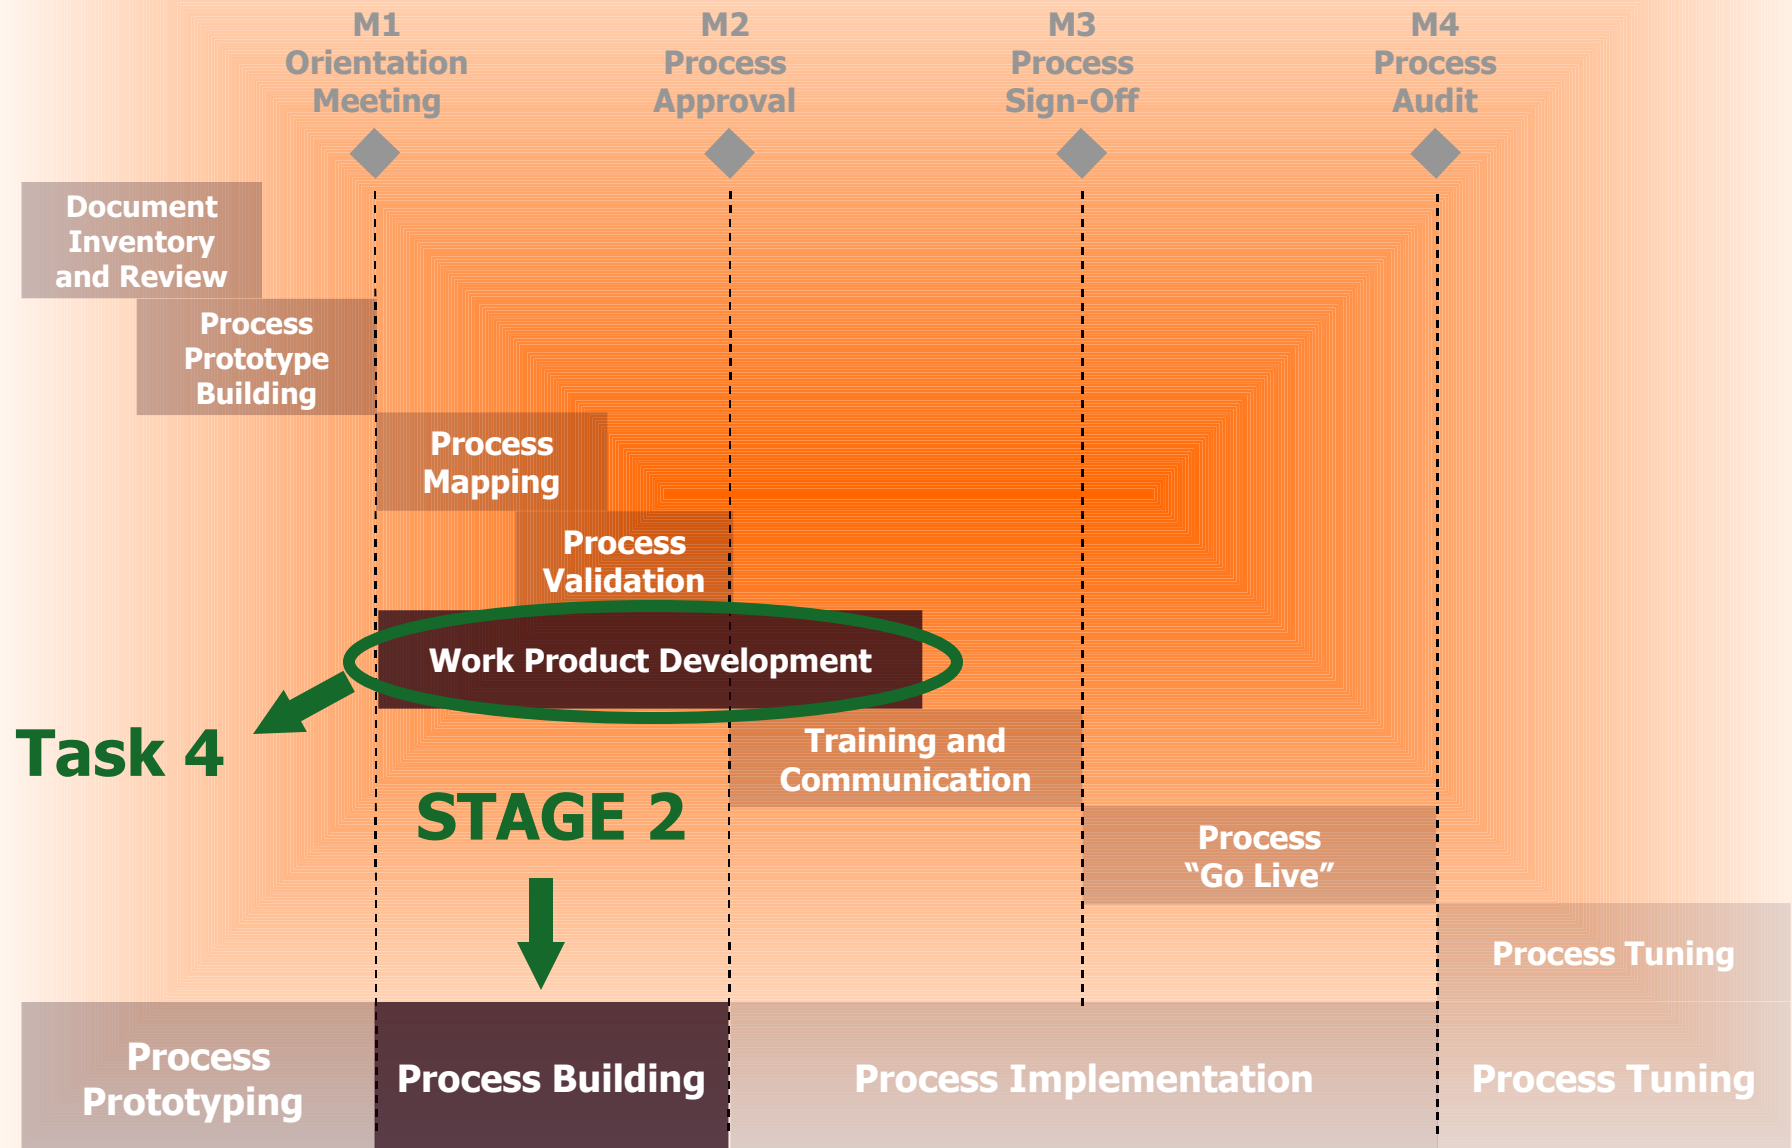 M1
Orientation
Meeting
M2
Process
Approval
M3
Process
Sign-Off
M4
Process
Audit
Document
Inventory
and Review
Process
Prototype
Building
Process
Mapping
Process
Validation
Work Product Development
Task 4
Training and
Communication
STAGE 2
Process
“Go Live”
Process Tuning
Process
Prototyping
Process Building
Process Implementation
Process Tuning